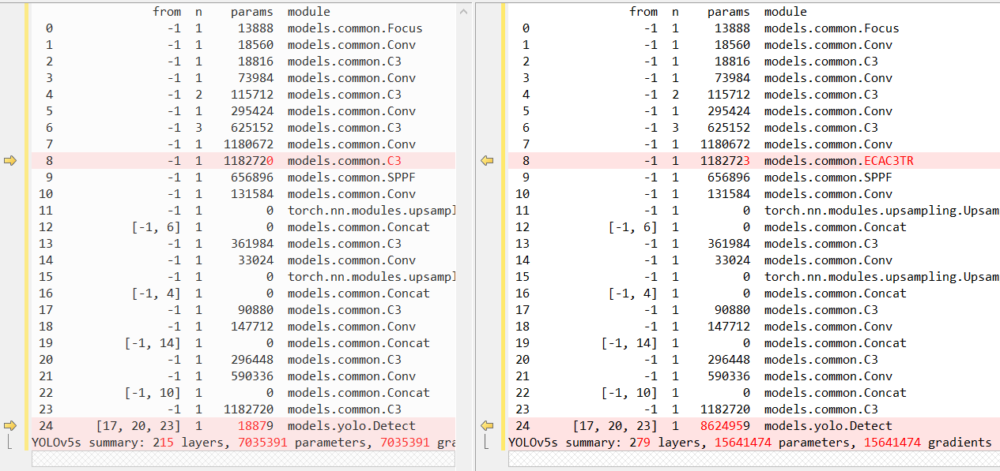 from n params module
0 -1 1 13888 models.common.Focus
1 -1 1 18560 models.common.Conv
2 -1 1 18816 models.common.C3
3 -1 1 73984 models.common.Conv
4 -1 2 115712 models.common.C3
5 -1 1 295424 models.common.Conv
6 -1 3 625152 models.common.C3
7 -1 1 1180672 models.common.Conv
8 -1 1 1182720 models.common.C3
9 -1 1 656896 models.common.SPPF
10 -1 1 131584 models.common.Conv
11 -1 1 0 torch.nn.modules.upsampl
12 [-1, 6] 1 0 models.common.Concat
13 -1 1 361984 models.common.C3
14 -1 1 33024 models.common.Conv
15 -1 1 0 torch.nn.modules.upsampl
16 [-1, 4] 1 0 models.common.Concat
17 -1 1 90880 models.common.C3
18 -1 1 147712 models.common.Conv
19 [-1, 14] 1 0 models.common.Concat
20 -1 1 296448 models.common.C3
21 -1 1 590336 models.common.Conv
22 [-1, 10] 1 0 models.common.Concat
23 -1 1 1182720 models.common.C3
24 [17, 20, 23] 1 18879 models.yolo.Detect
YOLOv5s summary: 215 layers, 7035391 parameters, 7035391 gra
from n params module
0 -1 1 13888 models.common.Focus
1 -1 1 18560 models.common.Conv
2 -1 1 18816 models.common.C3
3 -1 1 73984 models.common.Conv
4 -1 2 115712 models.common.C3
5 -1 1 295424 models.common.Conv
6 -1 3 625152 models.common.C3
7 -1 1 1180672 models.common.Conv
8 -1 1 1182723 models.common.ECAC3TR
9 -1 1 656896 models.common.SPPF
10 -1 1 131584 models.common.Conv
11 -1 1 0 torch.nn.modules.upsampling.Upsam
12 [-1, 6] 1 0 models.common.Concat
13 -1 1 361984 models.common.C3
14 -1 1 33024 models.common.Conv
15 -1 1 0 torch.nn.modules.upsampling.Upsam
16 [-1, 4] 1 0 models.common.Concat
17 -1 1 90880 models.common.C3
18 -1 1 147712 models.common.Conv
19 [-1, 14] 1 0 models.common.Concat
20 -1 1 296448 models.common.C3
21 -1 1 590336 models.common.Conv
22 [-1, 10] 1 0 models.common.Concat
23 -1 1 1182720 models.common.C3
24 [17, 20, 23] 1 8624959 models.yolo.Detect
YOLOv5s summary: 279 layers, 15641474 parameters, 15641474 gradients